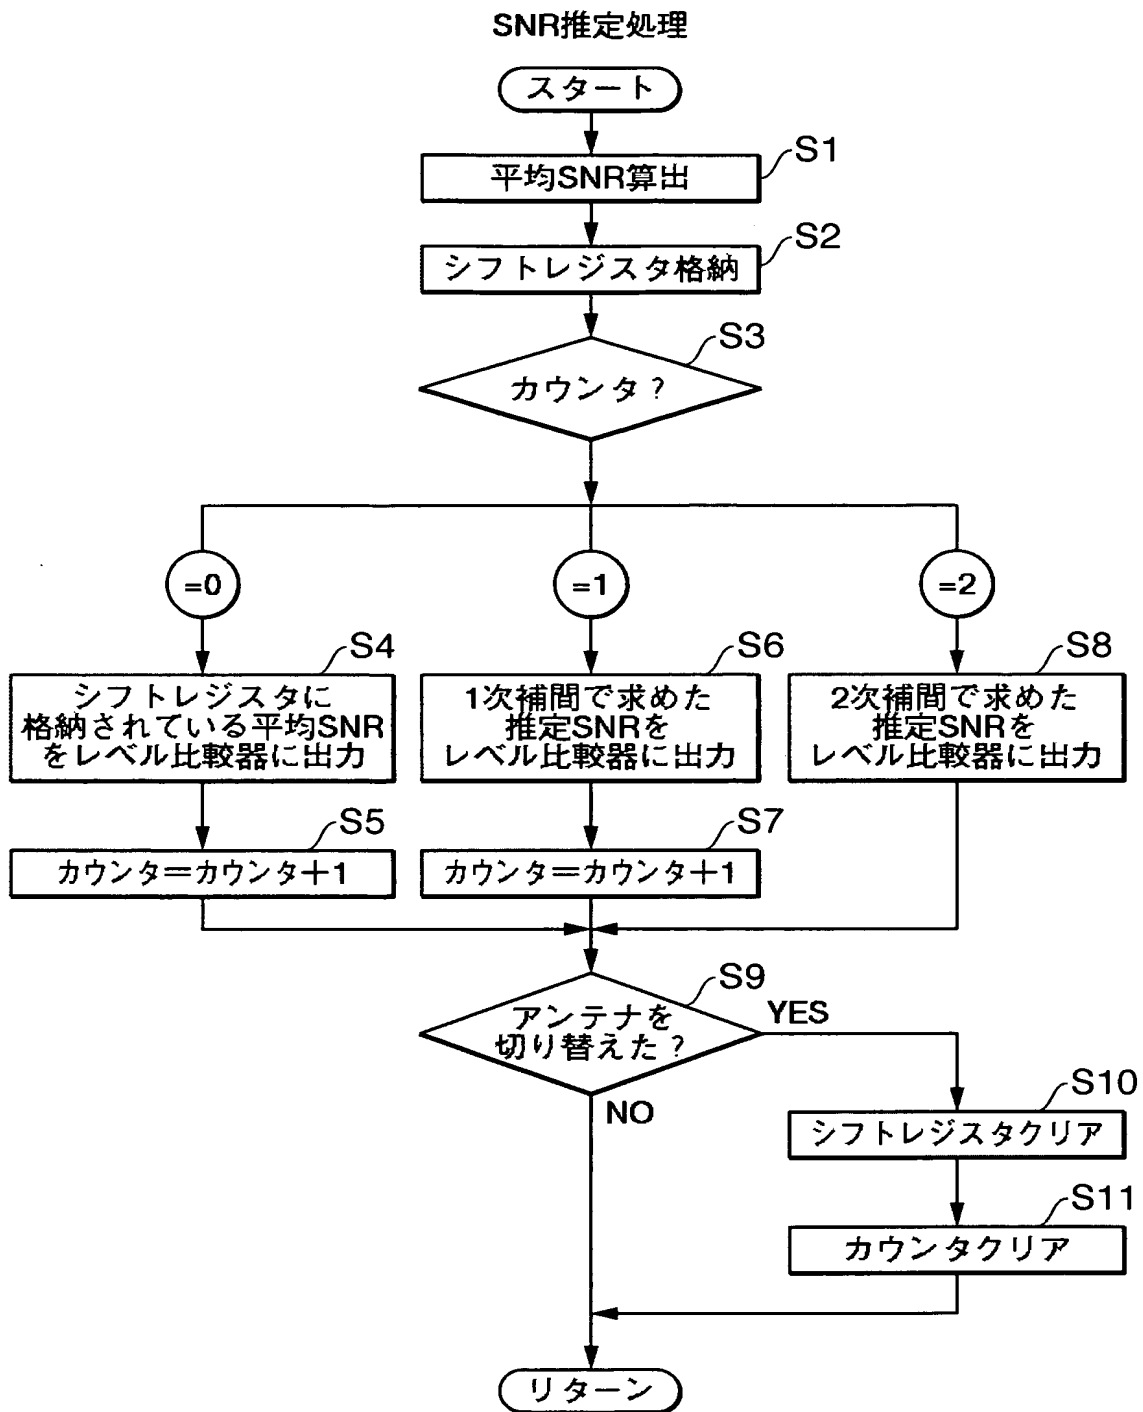 SNR推定処理
スタート
S1
平均SNR算出
S2
シフトレジスタ格納
S3
カウンタ?
=0
=1
=2
S4
シフトレジスタに
格納されている平均SNR
をレベル比較器に出力
S6
1次補間で求めた
推定SNRを
レベル比較器に出力
S8
2次補間で求めた
推定SNRを
レベル比較器に出力
S5
カウンタ=カウンタ+1
S7
カウンタ=カウンタ+1
S9
アンテナを
切り替えた?
YES
NO
S10
シフトレジスタクリア
S11
カウンタクリア
リターン